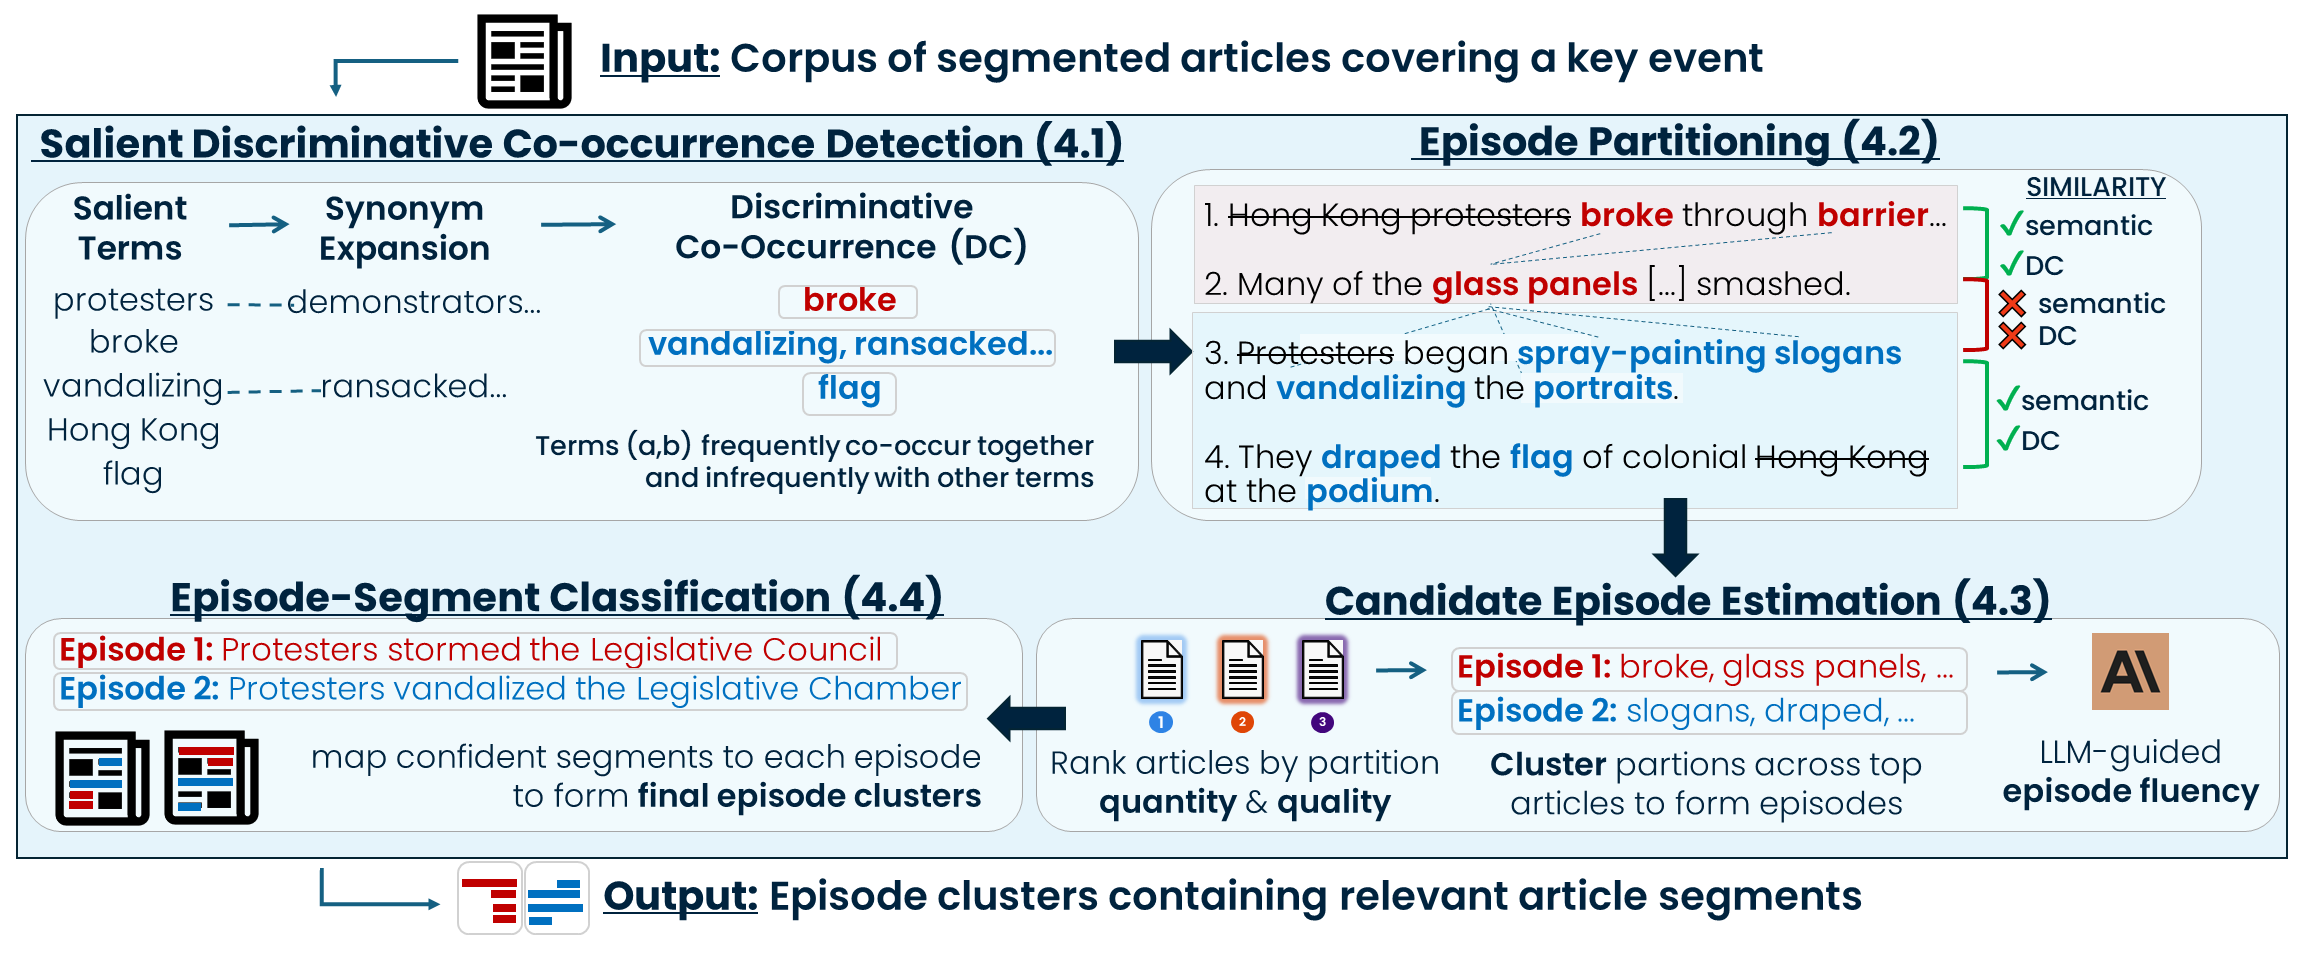 Input: Corpus of segmented articles covering a key event
Salient Discriminative Co-occurrence Detection (4.1)
Salient
Terms
Synonym
Expansion
Discriminative
Co-Occurrence (DC)
protesters
demonstrators...
broke
vandalizing
ransacked...
Hong Kong
flag
broke
vandalizing, ransacked...
flag
Terms (a,b) frequently co-occur together
and infrequently with other terms
Episode Partitioning (4.2)
1. Hong Kong protesters broke through barrier...
2. Many of the glass panels [...] smashed.
3. Protesters began spray-painting slogans
and vandalizing the portraits.
4. They draped the flag of colonial Hong Kong
at the podium.
SIMILARITY
✓semantic
✓DC
❌ semantic
❌ DC
✓semantic
✓DC
Candidate Episode Estimation (4.3)
1
2
3
Rank articles by partition
quantity & quality
Episode 1: broke, glass panels, ...
Episode 2: slogans, draped, ...
Cluster partions across top
articles to form episodes
A\
LLM-guided
episode fluency
Episode-Segment Classification (4.4)
Episode 1: Protesters stormed the Legislative Council
Episode 2: Protesters vandalized the Legislative Chamber
map confident segments to each episode
to form final episode clusters
Output: Episode clusters containing relevant article segments